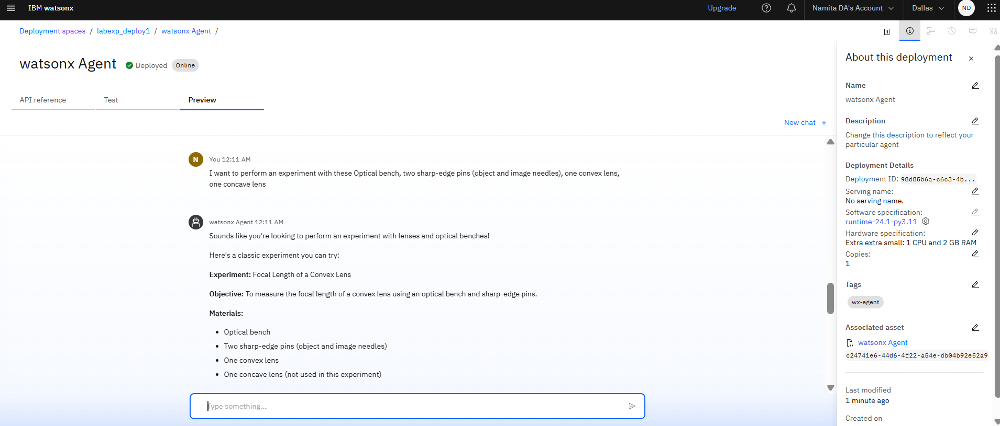 IBM watsonx
Upgrade
Namita DA's Account
Dallas
ND
Deployment spaces / labexp_deploy1 / watsonx Agent /
watsonx Agent
Deployed
Online
API reference
Test
Preview
New chat +
You 12:11 AM
N
I want to perform an experiment with these Optical bench, two sharp-edge pins (object and image needles), one convex lens,
one concave lens
watsonx Agent 12:11 AM
Sounds like you're looking to perform an experiment with lenses and optical benches!
Here's a classic experiment you can try:
Experiment: Focal Length of a Convex Lens
Objective: To measure the focal length of a convex lens using an optical bench and sharp-edge pins.
Materials:
• Optical bench
• Two sharp-edge pins (object and image needles)
• One convex lens
• One concave lens (not used in this experiment)
Type something...
About this deployment
Name
watsonx Agent
Description
Change this description to reflect your
particular agent
Deployment Details
Deployment ID: 98d85b6a-c6c3-4b...
Serving name:
No serving name.
Software specification:
runtime-24.1-py3.11
Hardware specification:
Extra extra small: 1 CPU and 2 GB RAM
Copies:
1
Tags
wx-agent
Associated asset
watsonx Agent
c24741e6-44d6-4f22-a54e-db04b92e52a9
Last modified
1 minute ago
Created on